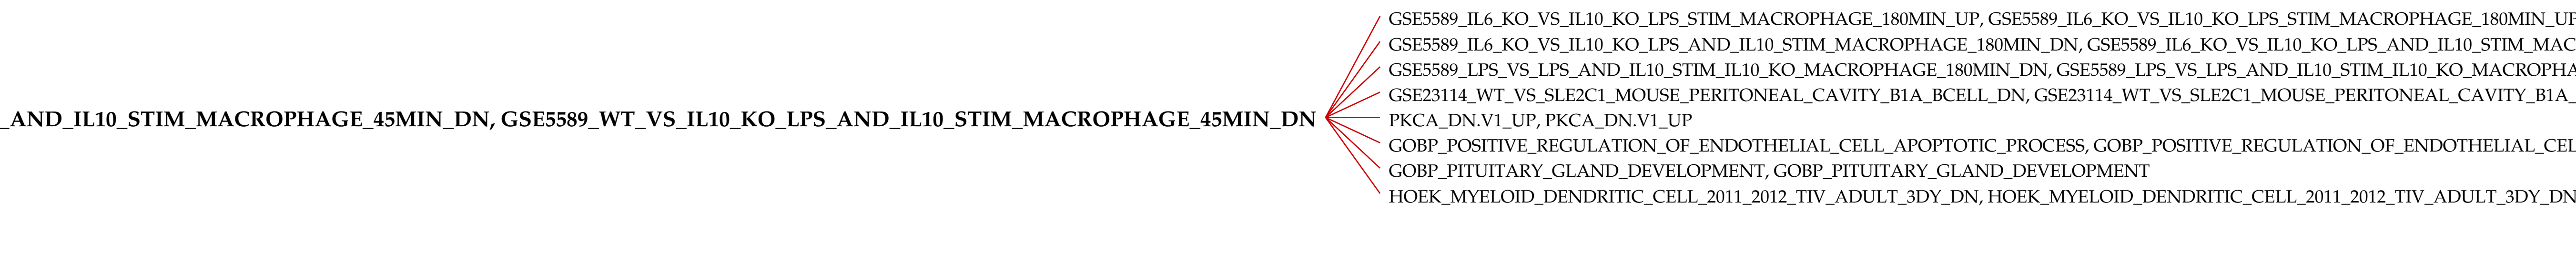 GSE5589_IL6_KO_VS_IL10_KO_LPS_STIM_MACROPHAGE_180MIN_UP, GSE5589_IL6_KO_VS_IL10_KO_LPS_STIM_MACROPHAGE_180MIN_UP
GSE5589_IL6_KO_VS_IL10_KO_LPS_AND_IL10_STIM_MACROPHAGE_180MIN_DN, GSE5589_IL6_KO_VS_IL10_KO_LPS_AND_IL10_STIM_MAC
GSE5589_LPS_VS_LPS_AND_IL10_STIM_IL10_KO_MACROPHAGE_180MIN_DN, GSE5589_LPS_VS_LPS_AND_IL10_STIM_IL10_KO_MACROPHA
GSE23114_WT_VS_SLE2C1_MOUSE_PERITONEAL_CAVITY_B1A_BCELL_DN, GSE23114_WT_VS_SLE2C1_MOUSE_PERITONEAL_CAVITY_B1A_
_AND_IL10_STIM_MACROPHAGE_45MIN_DN, GSE5589_WT_VS_IL10_KO_LPS_AND_IL10_STIM_MACROPHAGE_45MIN_DN
PKCA_DN.V1_UP, PKCA_DN.V1_UP
GOBP_POSITIVE_REGULATION_OF_ENDOTHELIAL_CELL_APOPTOTIC_PROCESS, GOBP_POSITIVE_REGULATION_OF_ENDOTHELIAL_CEL
GOBP_PITUITARY_GLAND_DEVELOPMENT, GOBP_PITUITARY_GLAND_DEVELOPMENT
HOEK_MYELOID_DENDRITIC_CELL_2011_2012_TIV_ADULT_3DY_DN, HOEK_MYELOID_DENDRITIC_CELL_2011_2012_TIV_ADULT_3DY_DN